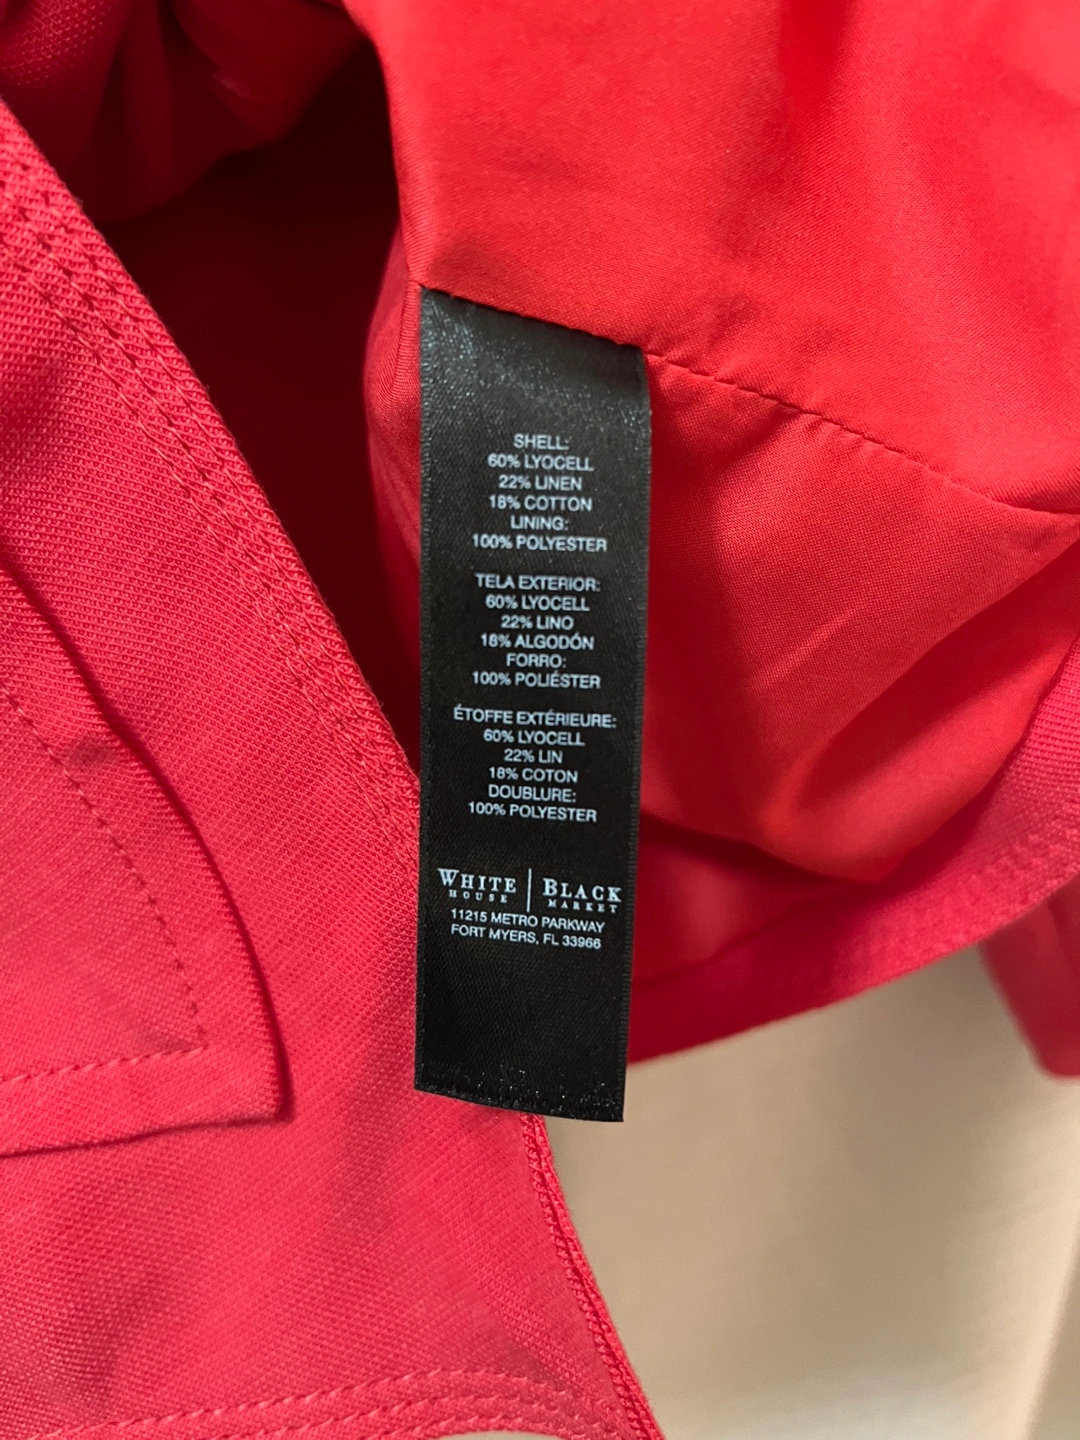 SHELL:
60% LYOCELL
22% LINEN
18% COTTON
LINING:
100% POLYESTER
TELA EXTERIOR:
60% LYOCELL
22% LINO
18% ALGODÓN
FORRO:
100% POLIÉSTER
ÉTOFFE EXTÉRIEURE:
60% LYOCELL
22% LIN
18% COTON
DOUBLURE:
100% POLYESTER
WHITE | BLACK
HOUSE | MARKET
11215 METRO PARKWAY
FORT MYERS, FL 33966